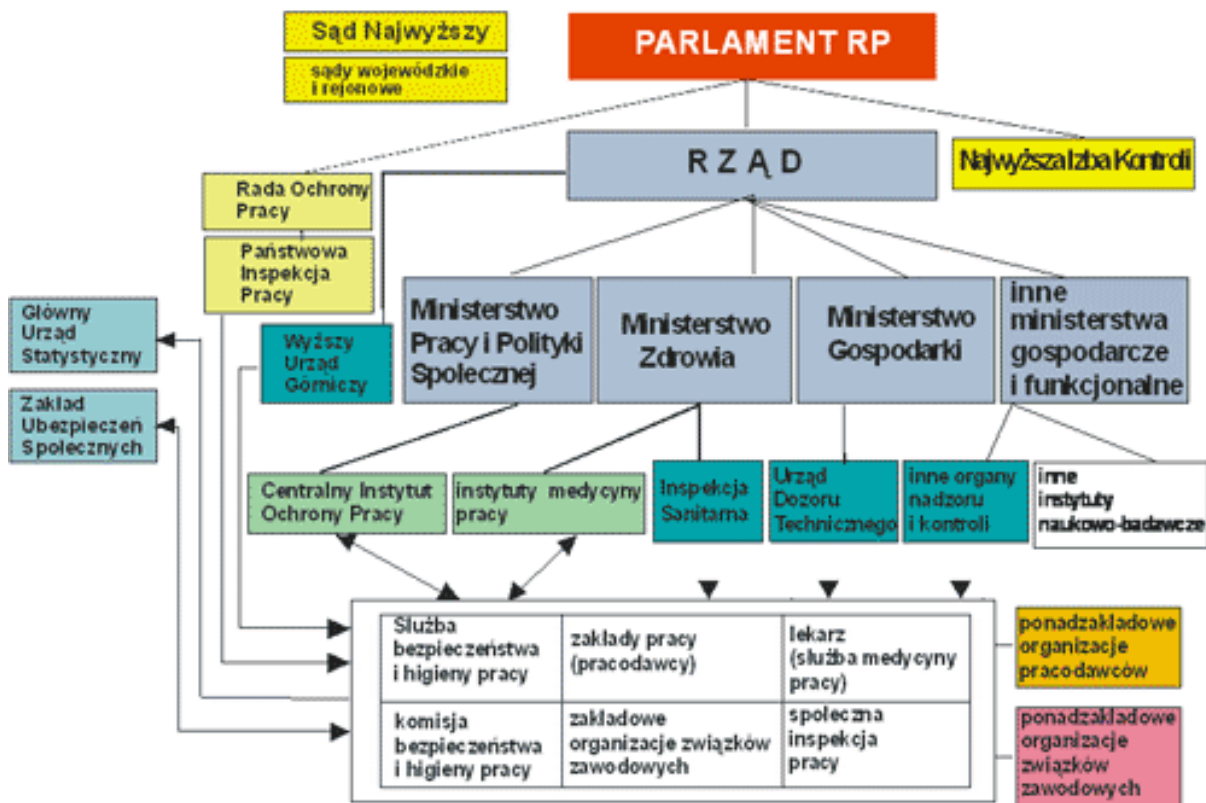 Sąd Najwyższy
sądy wojewódzkie
i rejonowe
PARLAMENT RP
RZĄD
Najwyższa Izba Kontroli
Rada Ochrony
Pracy
Państwowa
Inspekcja
Pracy
Główny
Urząd
Statystyczny
Zakład
Ubezpieczeń
Społecznych
Wyższy
Urząd
Górniczy
Ministerstwo
Pracy i Polityki
Społecznej
Ministerstwo
Zdrowia
Ministerstwo
Gospodarki
inne
ministerstwa
gospodarcze
i funkcjonalne
Centralny Instytut
Ochrony Pracy
instytuty medycyny
pracy
Inspekcja
Sanitarna
Urząd
Dozoru
Technicznego
inne organy
nadzoru
i kontroli
inne
instytuty
naukowo-badawcze
Służba
bezpieczeństwa
i higieny pracy
zakłady pracy
(pracodawcy)
lekarz
(służba medycyny
pracy)
komisja
bezpieczeństwa
i higieny pracy
zakładowe
organizacje związków
zawodowych
społeczna
inspekcja
pracy
ponadzakładowe
organizacje
pracodawców
ponadzakładowe
organizacje
związków
zawodowych